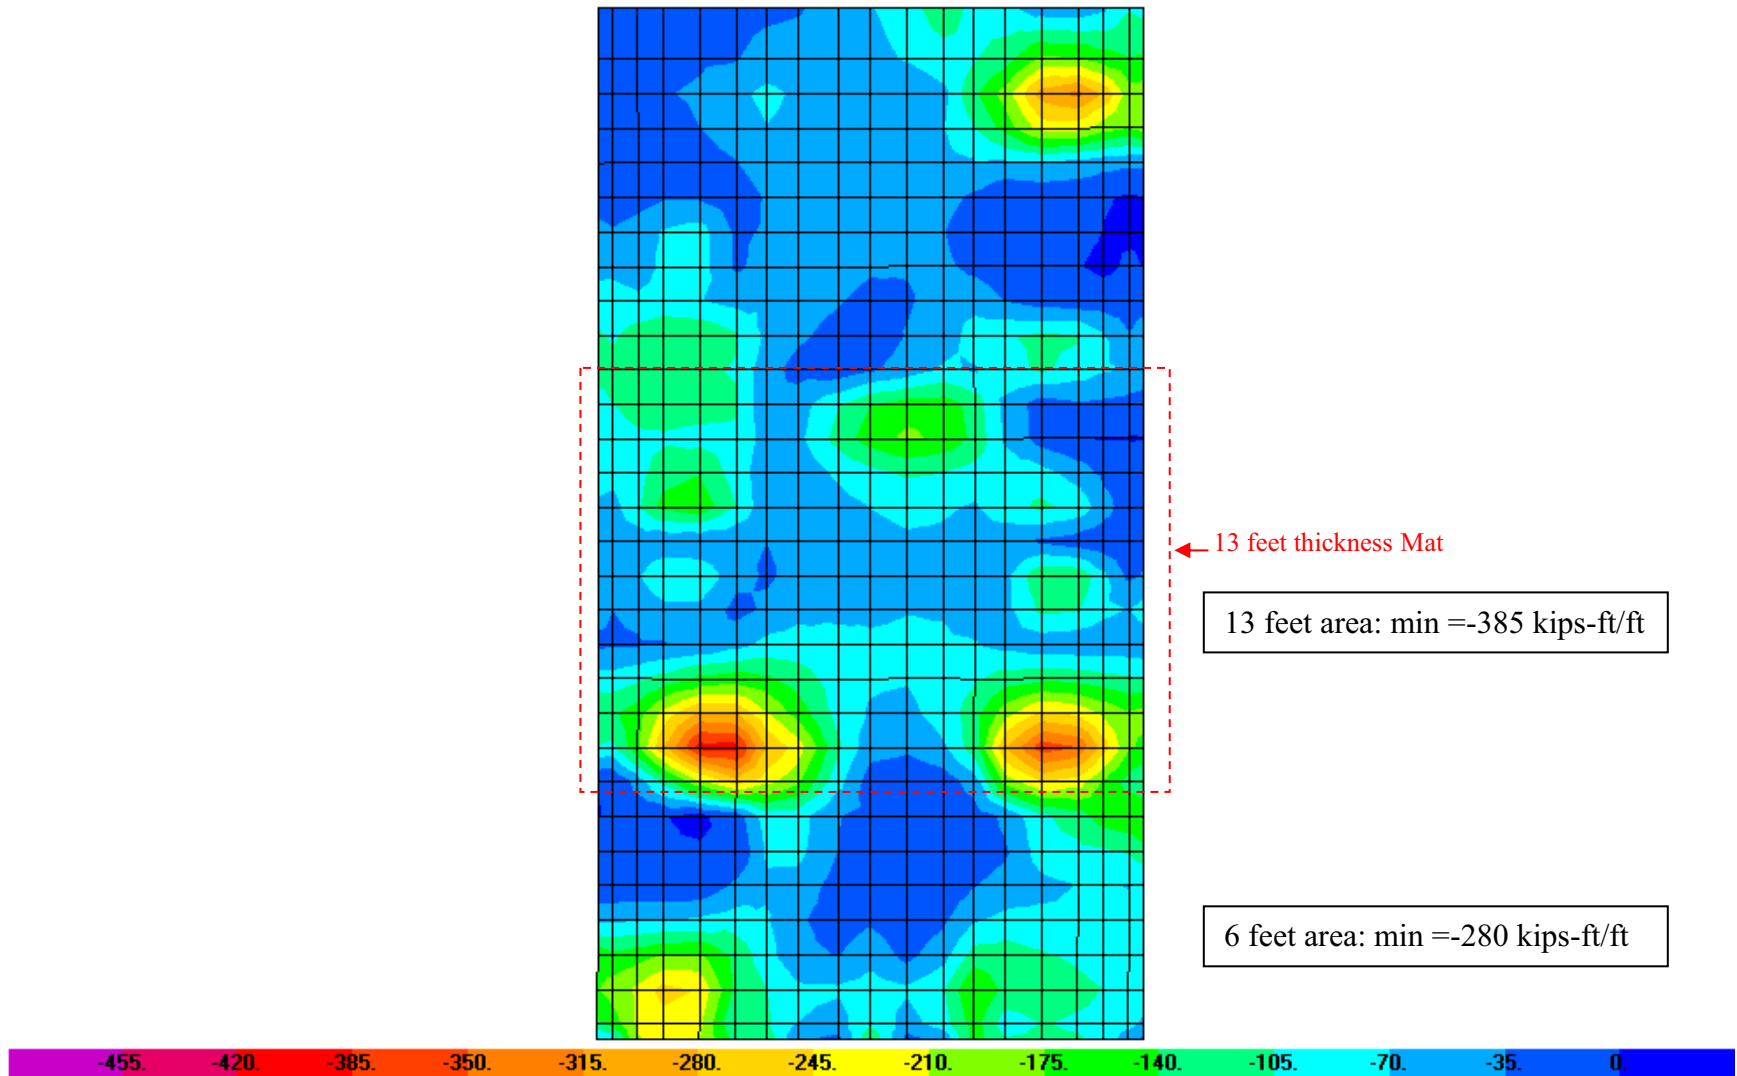 13 feet thickness Mat
13 feet area: min =-385 kips-ft/ft
6 feet area: min =-280 kips-ft/ft
-455. -420. -385. -350. -315. -280. -245. -210. -175. -140. -105. -70. -35. 0.